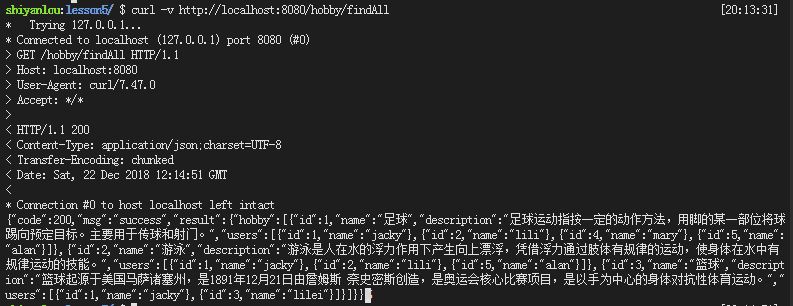 shiyanlou:lesson5/ $ curl -v http://localhost:8080/hobby/findAll [20:13:31]
*   Trying 127.0.0.1...
* Connected to localhost (127.0.0.1) port 8080 (#0)
> GET /hobby/findAll HTTP/1.1
> Host: localhost:8080
> User-Agent: curl/7.47.0
> Accept: */*
>
< HTTP/1.1 200
< Content-Type: application/json;charset=UTF-8
< Transfer-Encoding: chunked
< Date: Sat, 22 Dec 2018 12:14:51 GMT
<
* Connection #0 to host localhost left intact
{"code":200,"msg":"success","result":{"hobby":[{"id":1,"name":"足球","description":"足球运动指按一定的动作方法，用脚的某一部位将球
踢向预定目标。主要用于传球和射门。","users":[{"id":1,"name":"jacky"},{"id":2,"name":"lili"},{"id":4,"name":"mary"},{"id":5,"name":
"alan"}]},{"id":2,"name":"游泳","description":"游泳是人在水的浮力作用下产生向上漂浮，凭借浮力通过肢体有规律的运动，使身体在水中有
规律运动的技能。","users":[{"id":1,"name":"jacky"},{"id":2,"name":"lili"},{"id":5,"name":"alan"}]},{"id":3,"name":"篮球","descript
ion":"篮球起源于美国马萨诸塞州，是1891年12月21日由詹姆斯·奈史密斯创造，是奥运会核心比赛项目，是以手为中心的身体对抗性体育运动。","
users":[{"id":1,"name":"jacky"},{"id":3,"name":"lilei"}]}]}}